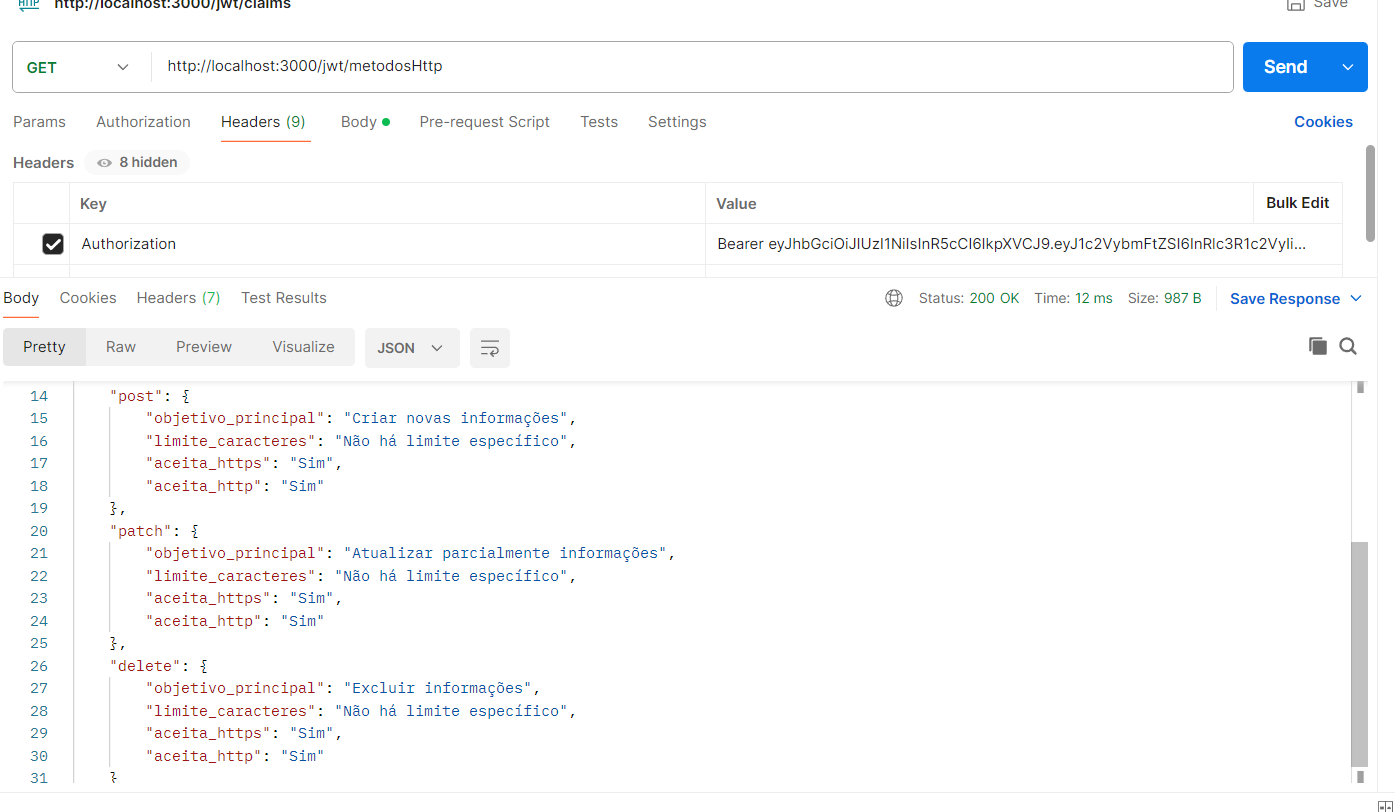 HTTP http://localhost:3000/jwt/claims Save
GET http://localhost:3000/jwt/metodosHttp Send
Params Authorization Headers (9) Body Pre-request Script Tests Settings Cookies
Headers 8 hidden
Key Value Bulk Edit
Authorization Bearer eyJhbGciOiJIUzI1NiIsInR5cCI6IkpXVCJ9.eyJ1c2VybmFtZSI6InRlc3R1c2VyIi...
Body Cookies Headers (7) Test Results Status: 200 OK Time: 12 ms Size: 987 B Save Response
Pretty Raw Preview Visualize JSON
14 "post": {
15 "objetivo_principal": "Criar novas informações",
16 "limite_caracteres": "Não há limite específico",
17 "aceita_https": "Sim",
18 "aceita_http": "Sim"
19 },
20 "patch": {
21 "objetivo_principal": "Atualizar parcialmente informações",
22 "limite_caracteres": "Não há limite específico",
23 "aceita_https": "Sim",
24 "aceita_http": "Sim"
25 },
26 "delete": {
27 "objetivo_principal": "Excluir informações",
28 "limite_caracteres": "Não há limite específico",
29 "aceita_https": "Sim",
30 "aceita_http": "Sim"
31 }